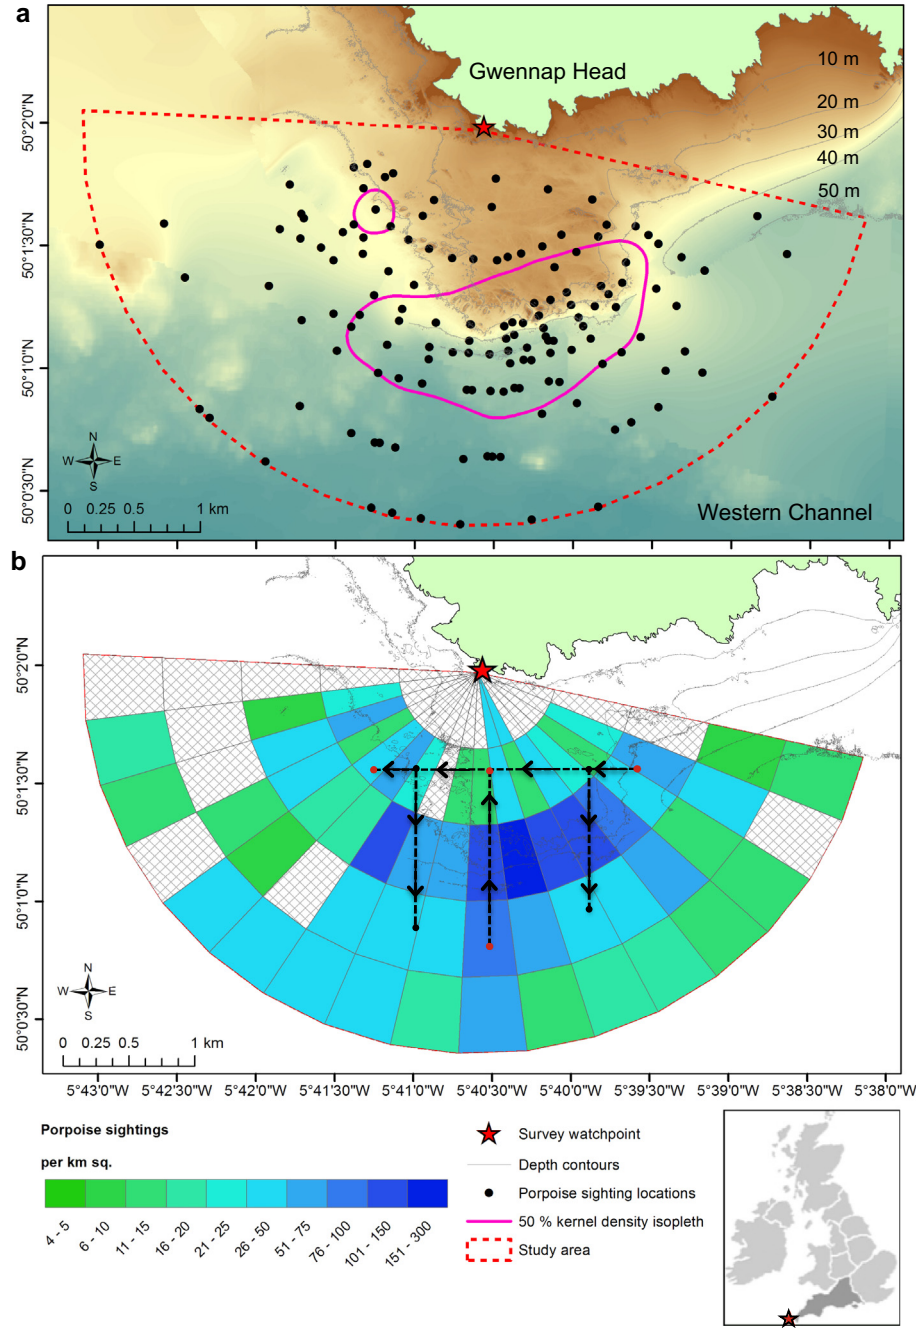 a
Gwennap Head
10 m
20 m
30 m
40 m
50 m
50°2'0"N
50°1'30"N
50°1'0"N
50°0'30"N
N
W E
S
0 0.25 0.5 1 km
Western Channel
b
50°2'0"N
50°1'30"N
50°1'0"N
50°0'30"N
N
W E
S
0 0.25 0.5 1 km
5°43'0"W 5°42'30"W 5°42'0"W 5°41'30"W 5°41'0"W 5°40'30"W 5°40'0"W 5°39'30"W 5°39'0"W 5°38'30"W 5°38'0"W
Porpoise sightings
per km sq.
4 - 5
6 - 10
11 - 15
16 - 20
21 - 25
26 - 50
51 - 75
76 - 100
101 - 150
151 - 300
Survey watchpoint
Depth contours
Porpoise sighting locations
50 % kernel density isopleth
Study area